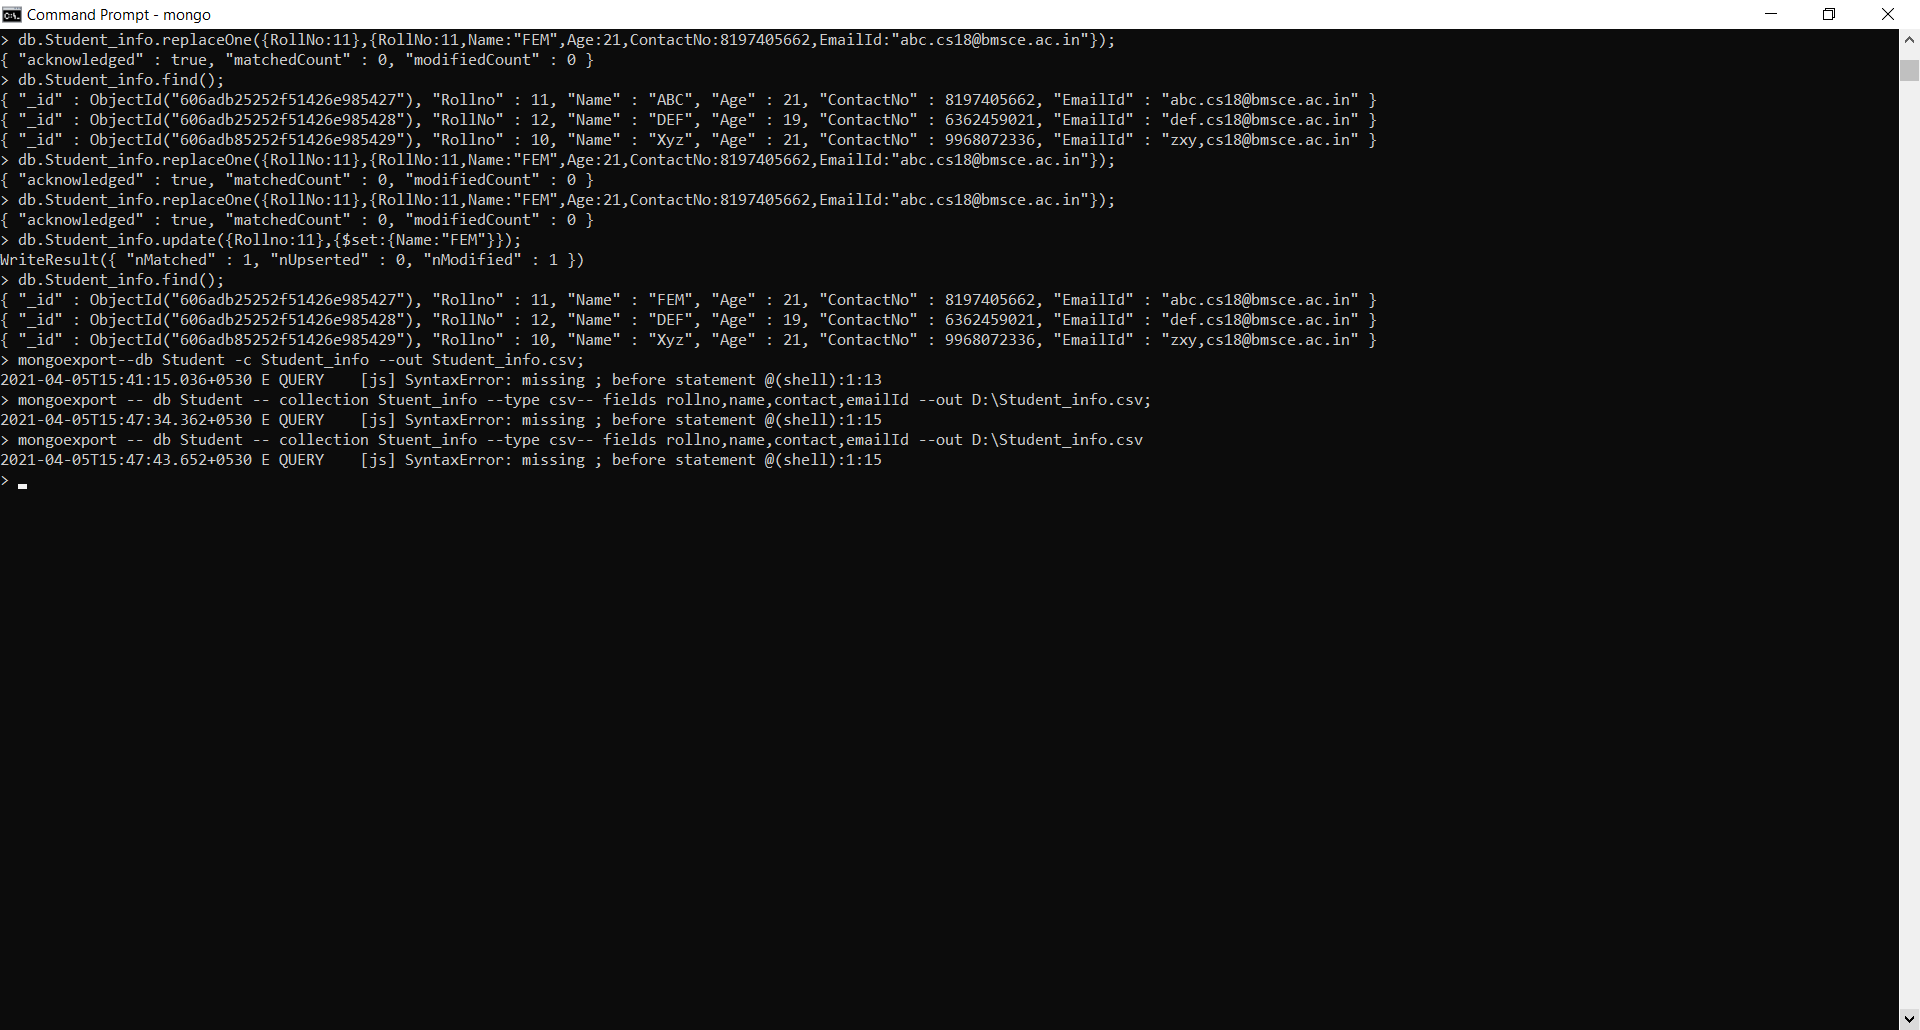 Command Prompt - mongo
> db.Student_info.replaceOne({RollNo:11},{RollNo:11,Name:"FEM",Age:21,ContactNo:8197405662,EmailId:"abc.cs18@bmsce.ac.in"});
{ "acknowledged" : true, "matchedCount" : 0, "modifiedCount" : 0 }
> db.Student_info.find();
{ "_id" : ObjectId("606adb25252f51426e985427"), "Rollno" : 11, "Name" : "ABC", "Age" : 21, "ContactNo" : 8197405662, "EmailId" : "abc.cs18@bmsce.ac.in" }
{ "_id" : ObjectId("606adb25252f51426e985428"), "RollNo" : 12, "Name" : "DEF", "Age" : 19, "ContactNo" : 6362459021, "EmailId" : "def.cs18@bmsce.ac.in" }
{ "_id" : ObjectId("606adb85252f51426e985429"), "Rollno" : 10, "Name" : "Xyz", "Age" : 21, "ContactNo" : 9968072336, "EmailId" : "zxy,cs18@bmsce.ac.in" }
> db.Student_info.replaceOne({RollNo:11},{RollNo:11,Name:"FEM",Age:21,ContactNo:8197405662,EmailId:"abc.cs18@bmsce.ac.in"});
{ "acknowledged" : true, "matchedCount" : 0, "modifiedCount" : 0 }
> db.Student_info.replaceOne({RollNo:11},{RollNo:11,Name:"FEM",Age:21,ContactNo:8197405662,EmailId:"abc.cs18@bmsce.ac.in"});
{ "acknowledged" : true, "matchedCount" : 0, "modifiedCount" : 0 }
> db.Student_info.update({Rollno:11},{$set:{Name:"FEM"}});
WriteResult({ "nMatched" : 1, "nUpserted" : 0, "nModified" : 1 })
> db.Student_info.find();
{ "_id" : ObjectId("606adb25252f51426e985427"), "Rollno" : 11, "Name" : "FEM", "Age" : 21, "ContactNo" : 8197405662, "EmailId" : "abc.cs18@bmsce.ac.in" }
{ "_id" : ObjectId("606adb25252f51426e985428"), "RollNo" : 12, "Name" : "DEF", "Age" : 19, "ContactNo" : 6362459021, "EmailId" : "def.cs18@bmsce.ac.in" }
{ "_id" : ObjectId("606adb85252f51426e985429"), "Rollno" : 10, "Name" : "Xyz", "Age" : 21, "ContactNo" : 9968072336, "EmailId" : "zxy,cs18@bmsce.ac.in" }
> mongoexport--db Student -c Student_info --out Student_info.csv;
2021-04-05T15:41:15.036+0530 E QUERY    [js] SyntaxError: missing ; before statement @(shell):1:13
> mongoexport -- db Student -- collection Stuent_info --type csv-- fields rollno,name,contact,emailId --out D:\Student_info.csv;
2021-04-05T15:47:34.362+0530 E QUERY    [js] SyntaxError: missing ; before statement @(shell):1:15
> mongoexport -- db Student -- collection Stuent_info --type csv-- fields rollno,name,contact,emailId --out D:\Student_info.csv
2021-04-05T15:47:43.652+0530 E QUERY    [js] SyntaxError: missing ; before statement @(shell):1:15
>